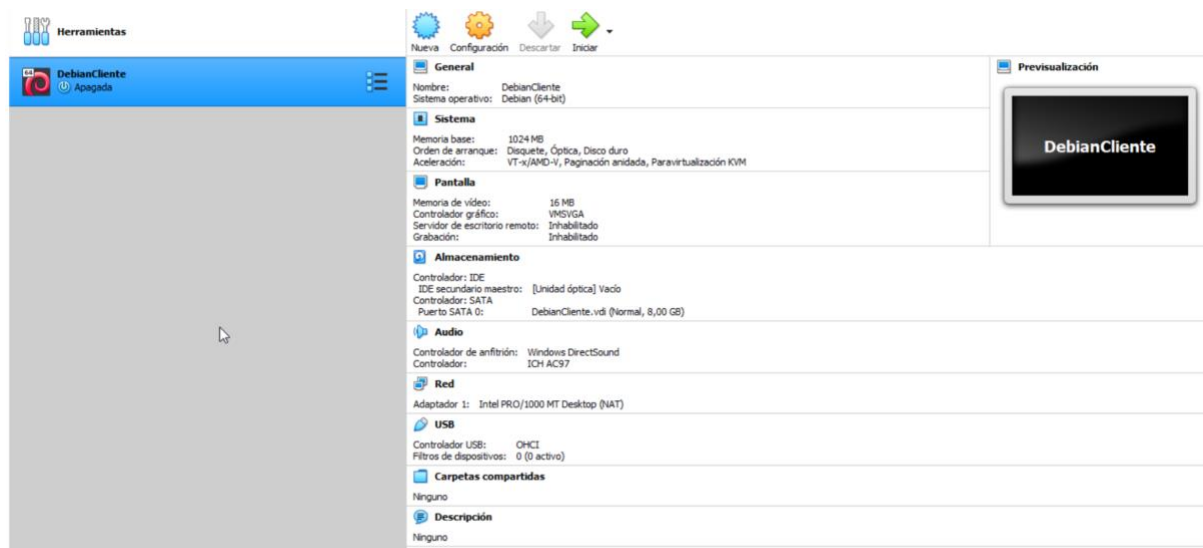 Herramientas
DebianCliente
Apagada
64
Nueva Configuración Descartar Iniciar
General
Nombre: DebianCliente
Sistema operativo: Debian (64-bit)
Sistema
Memoria base: 1024 MB
Orden de arranque: Disquete, Óptica, Disco duro
Aceleración: VT-x/AMD-V, Paginación anidada, Paravirtualización KVM
Pantalla
Memoria de vídeo: 16 MB
Controlador gráfico: VMSVGA
Servidor de escritorio remoto: Inhabilitado
Grabación: Inhabilitado
Almacenamiento
Controlador: IDE
IDE secundario maestro: [Unidad óptica] Vacío
Controlador: SATA
Puerto SATA 0: DebianCliente.vdi (Normal, 8,00 GB)
Audio
Controlador de anfitrión: Windows DirectSound
Controlador: ICH AC97
Red
Adaptador 1: Intel PRO/1000 MT Desktop (NAT)
USB
Controlador USB: OHCI
Filtros de dispositivos: 0 (0 activo)
Carpetas compartidas
Ninguno
Descripción
Ninguno
Previsualización
DebianCliente